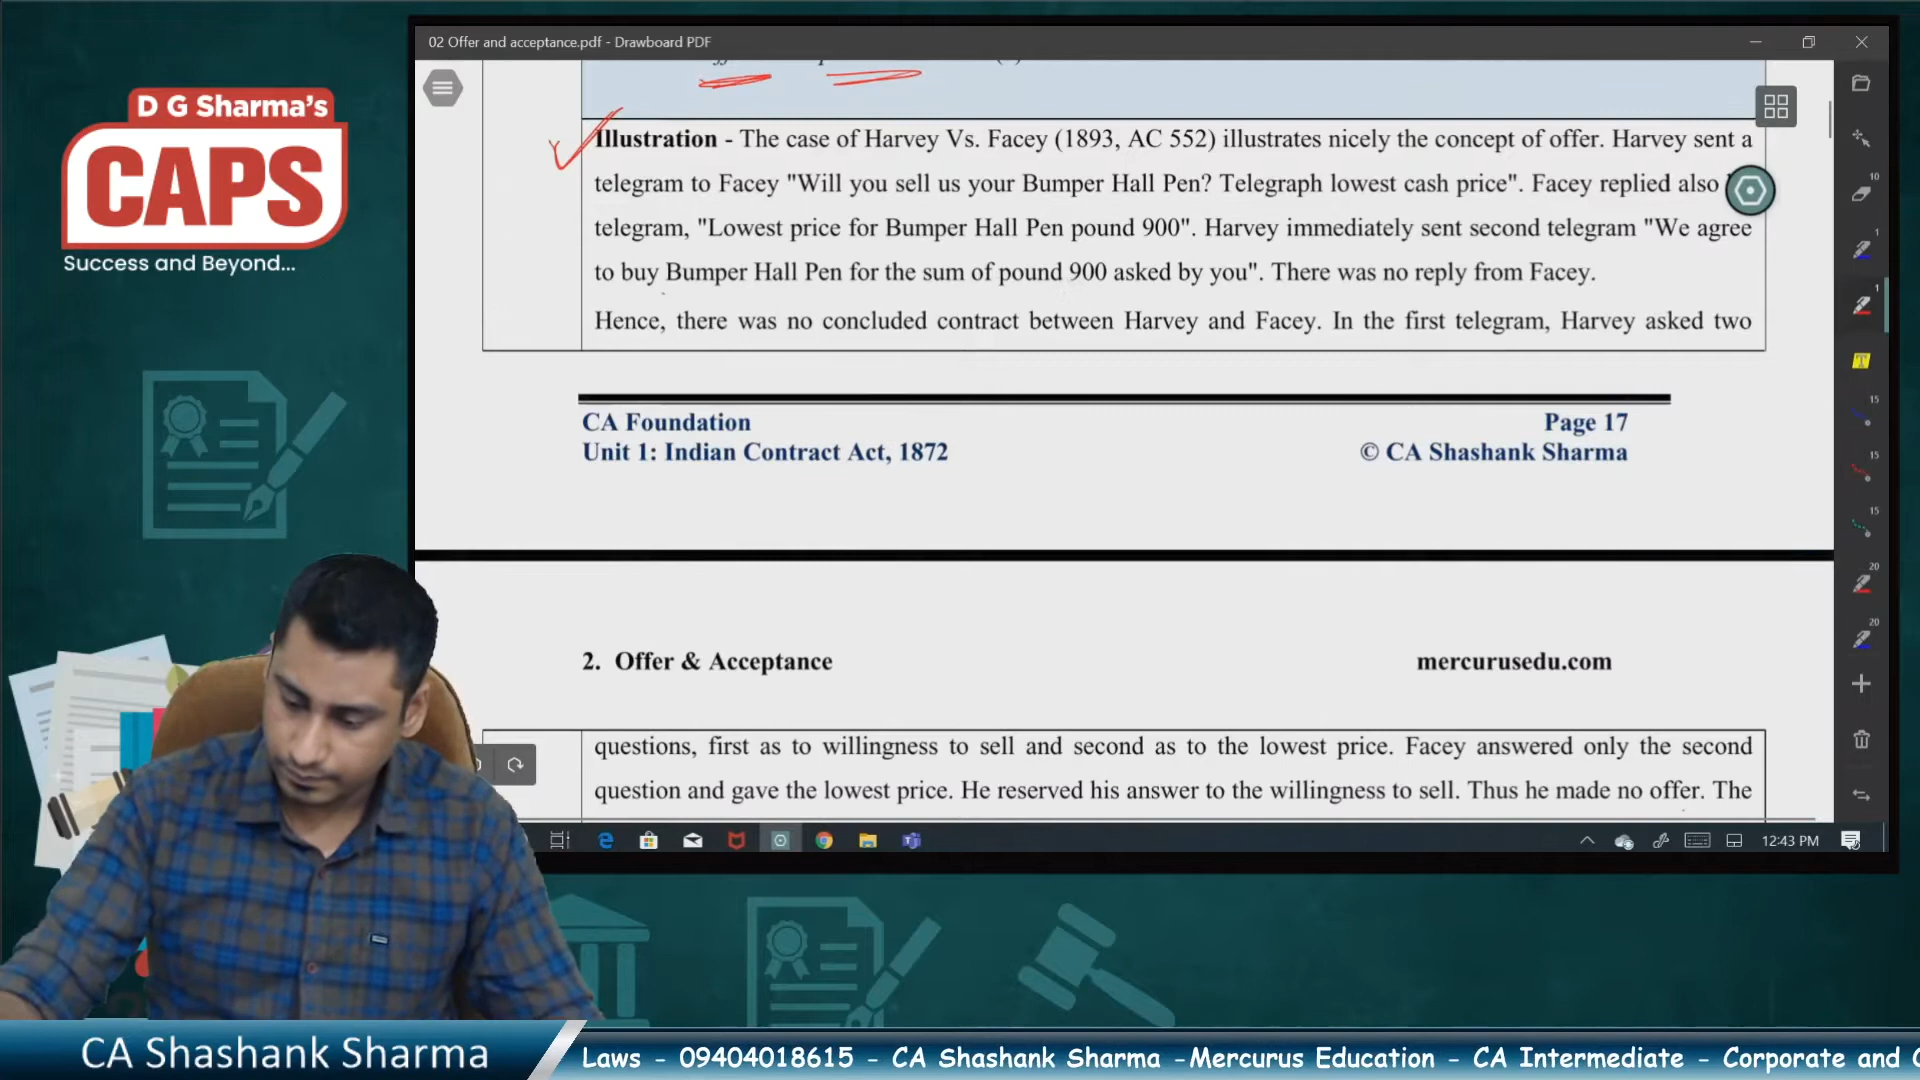 02 Offer and acceptance.pdf - Drawboard PDF
D G Sharma's
CAPS
Success and Beyond...
Illustration - The case of Harvey Vs. Facey (1893, AC 552) illustrates nicely the concept of offer. Harvey sent a
telegram to Facey "Will you sell us your Bumper Hall Pen? Telegraph lowest cash price". Facey replied also
telegram, "Lowest price for Bumper Hall Pen pound 900". Harvey immediately sent second telegram "We agree
to buy Bumper Hall Pen for the sum of pound 900 asked by you". There was no reply from Facey.
Hence, there was no concluded contract between Harvey and Facey. In the first telegram, Harvey asked two
CA Foundation
Page 17
Unit 1: Indian Contract Act, 1872
© CA Shashank Sharma
2. Offer & Acceptance
mercurusedu.com
questions, first as to willingness to sell and second as to the lowest price. Facey answered only the second
question and gave the lowest price. He reserved his answer to the willingness to sell. Thus he made no offer. The
10
1
1
15
15
15
20
20
12:43 PM
CA Shashank Sharma
Laws - 09404018615 - CA Shashank Sharma -Mercurus Education - CA Intermediate - Corporate and